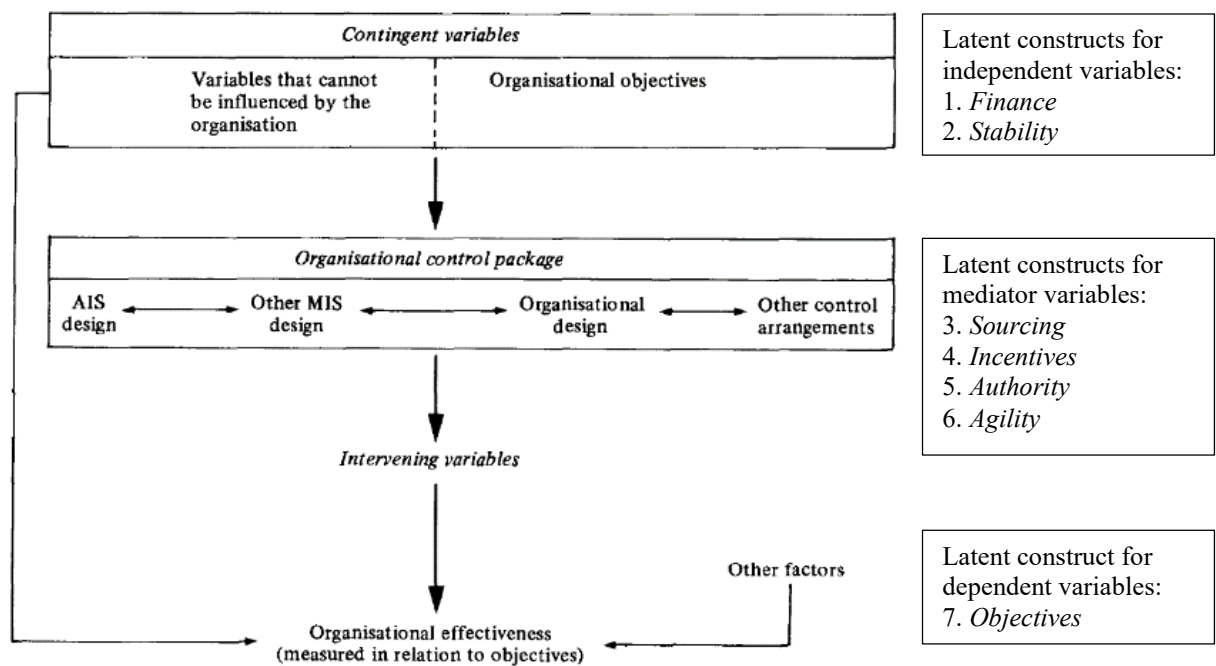 Contingent variables
Variables that cannot
be influenced by the
organisation
Organisational objectives
Latent constructs for
independent variables:
1. Finance
2. Stability
Organisational control package
AIS
design
Other MIS
design
Organisational
design
Other control
arrangements
Latent constructs for
mediator variables:
3. Sourcing
4. Incentives
5. Authority
6. Agility
Intervening variables
Other factors
Organisational effectiveness
(measured in relation to objectives)
Latent construct for
dependent variables:
7. Objectives